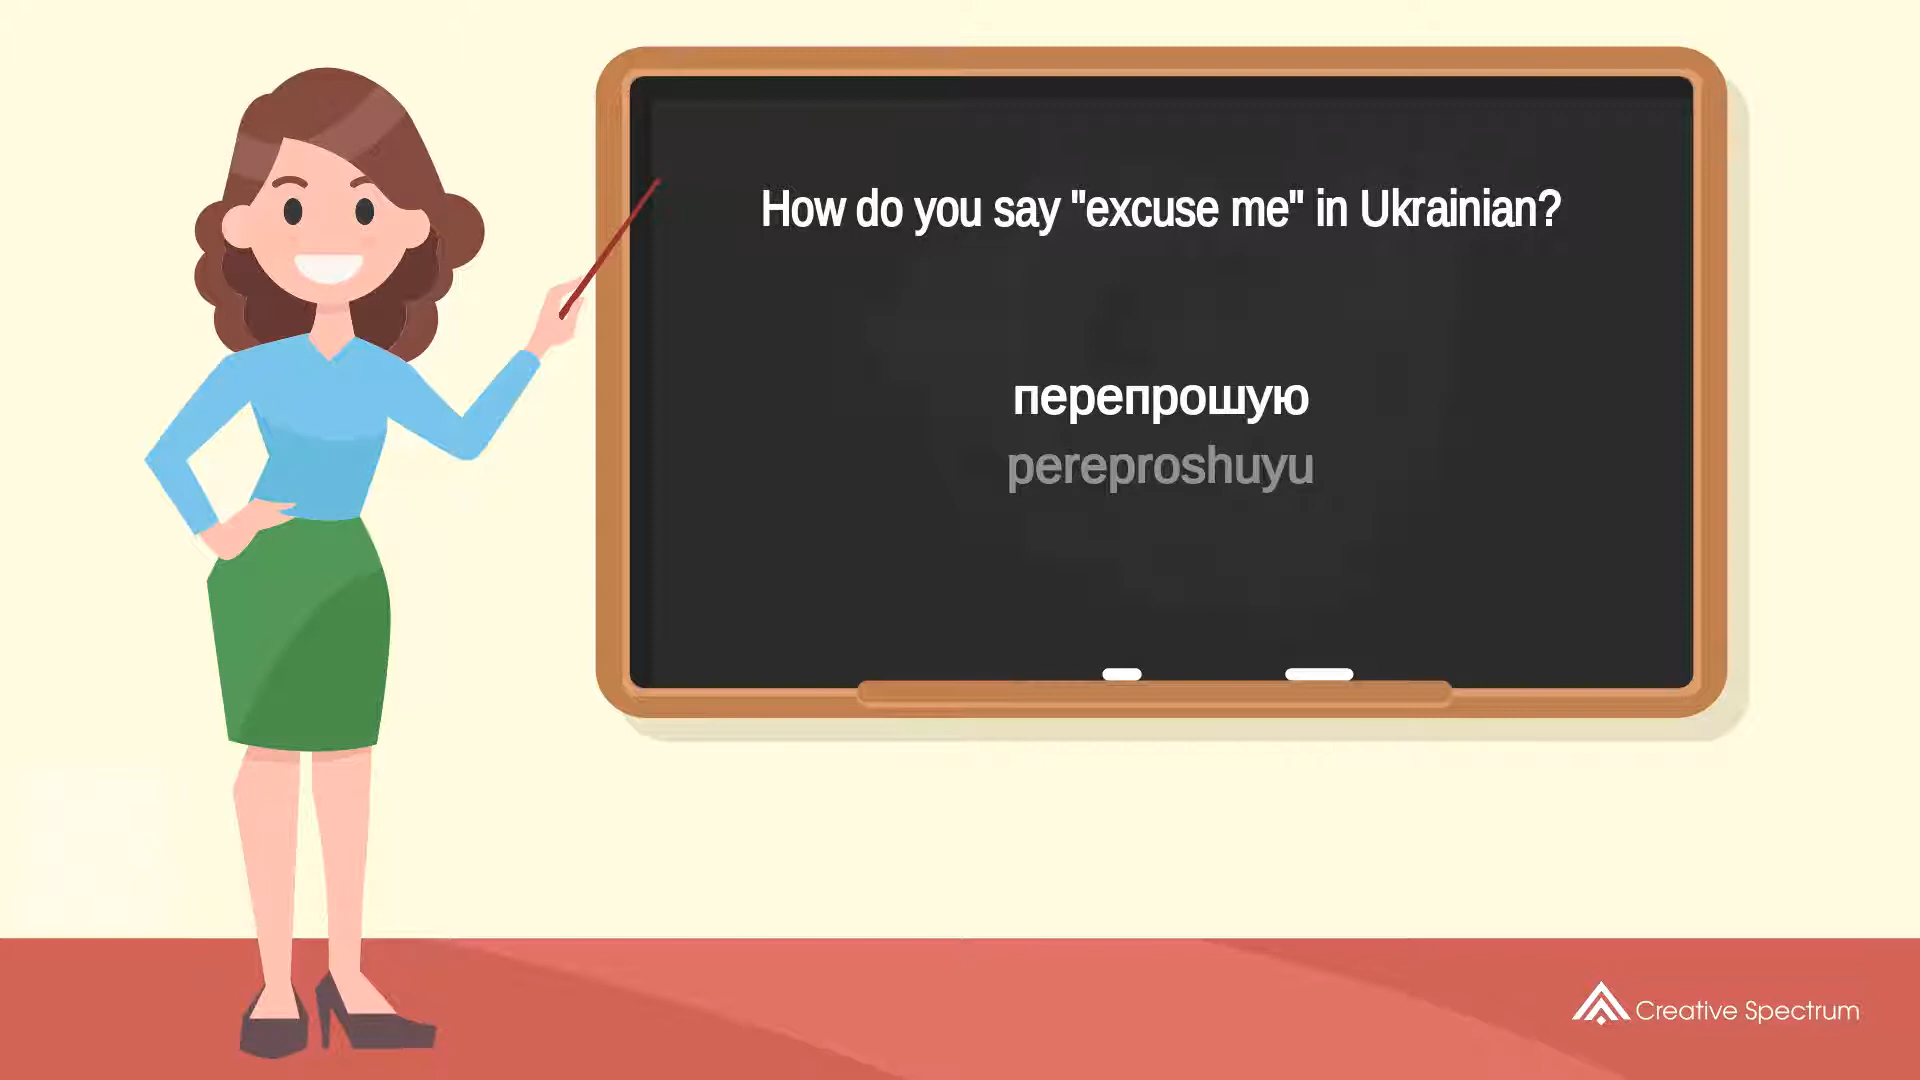 How do you say "excuse me" in Ukrainian?
перепрошую
pereproshuyu
Creative Spectrum